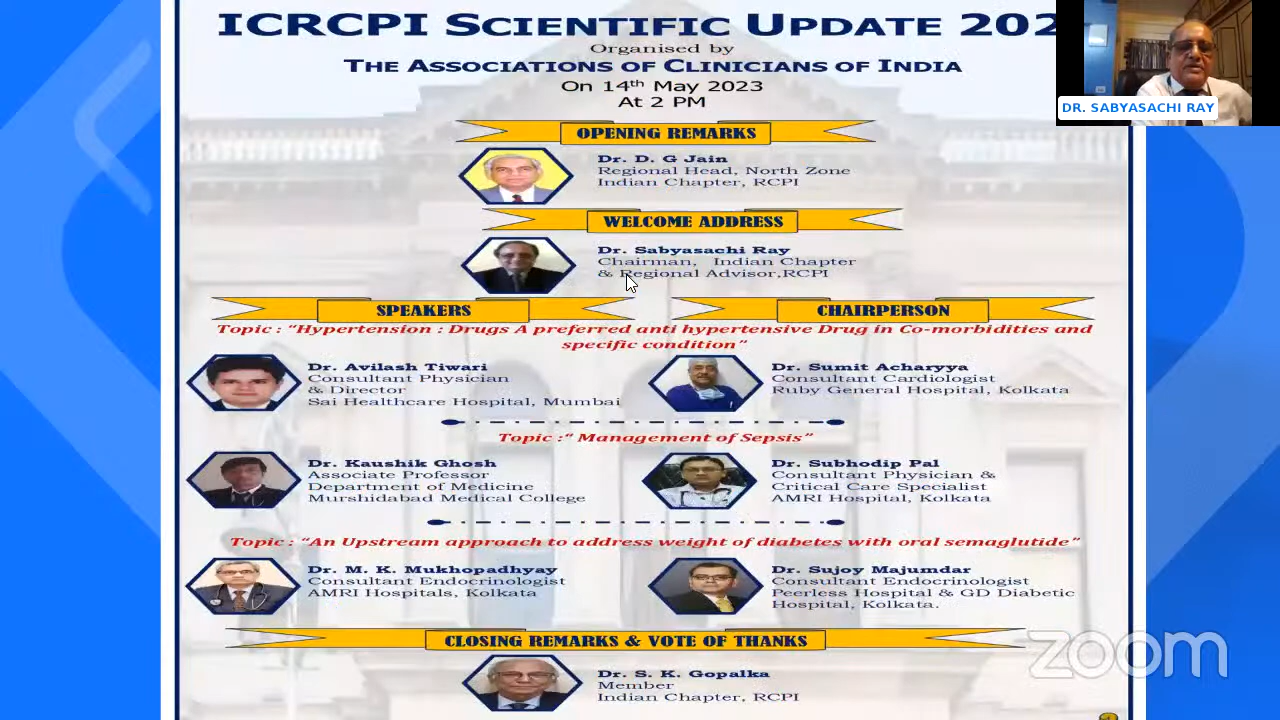 ICRCPI SCIENTIFIC UPDATE 202
Organised by
THE ASSOCIATIONS OF CLINICIANS OF INDIA
On 14th May 2023
At 2 PM
DR. SABYASACHI RAY
OPENING REMARKS
Dr. D. G Jain
Regional Head, North Zone
Indian Chapter, RCPI
WELCOME ADDRESS
Dr. Sabyasachi Ray
Chairman, Indian Chapter
& Regional Advisor,RCPI
SPEAKERS
CHAIRPERSON
Topic : "Hypertension : Drugs A preferred anti hypertensive Drug in Co-morbidities and
specific condition"
Dr. Avilash Tiwari
Consultant Physician
& Director
Sai Healthcare Hospital, Mumbai
Dr. Sumit Acharyya
Consultant Cardiologist
Ruby General Hospital, Kolkata
Topic :" Management of Sepsis"
Dr. Kaushik Ghosh
Associate Professor
Department of Medicine
Murshidabad Medical College
Dr. Subhodip Pal
Consultant Physician &
Critical Care Specialist
AMRI Hospital, Kolkata
Topic : "An Upstream approach to address weight of diabetes with oral semaglutide"
Dr. M. K. Mukhopadhyay
Consultant Endocrinologist
AMRI Hospitals, Kolkata
Dr. Sujoy Majumdar
Consultant Endocrinologist
Peerless Hospital & GD Diabetic
Hospital, Kolkata.
CLOSING REMARKS & VOTE OF THANKS
Dr. S. K. Gopalka
Member
Indian Chapter, RCPI
zoom